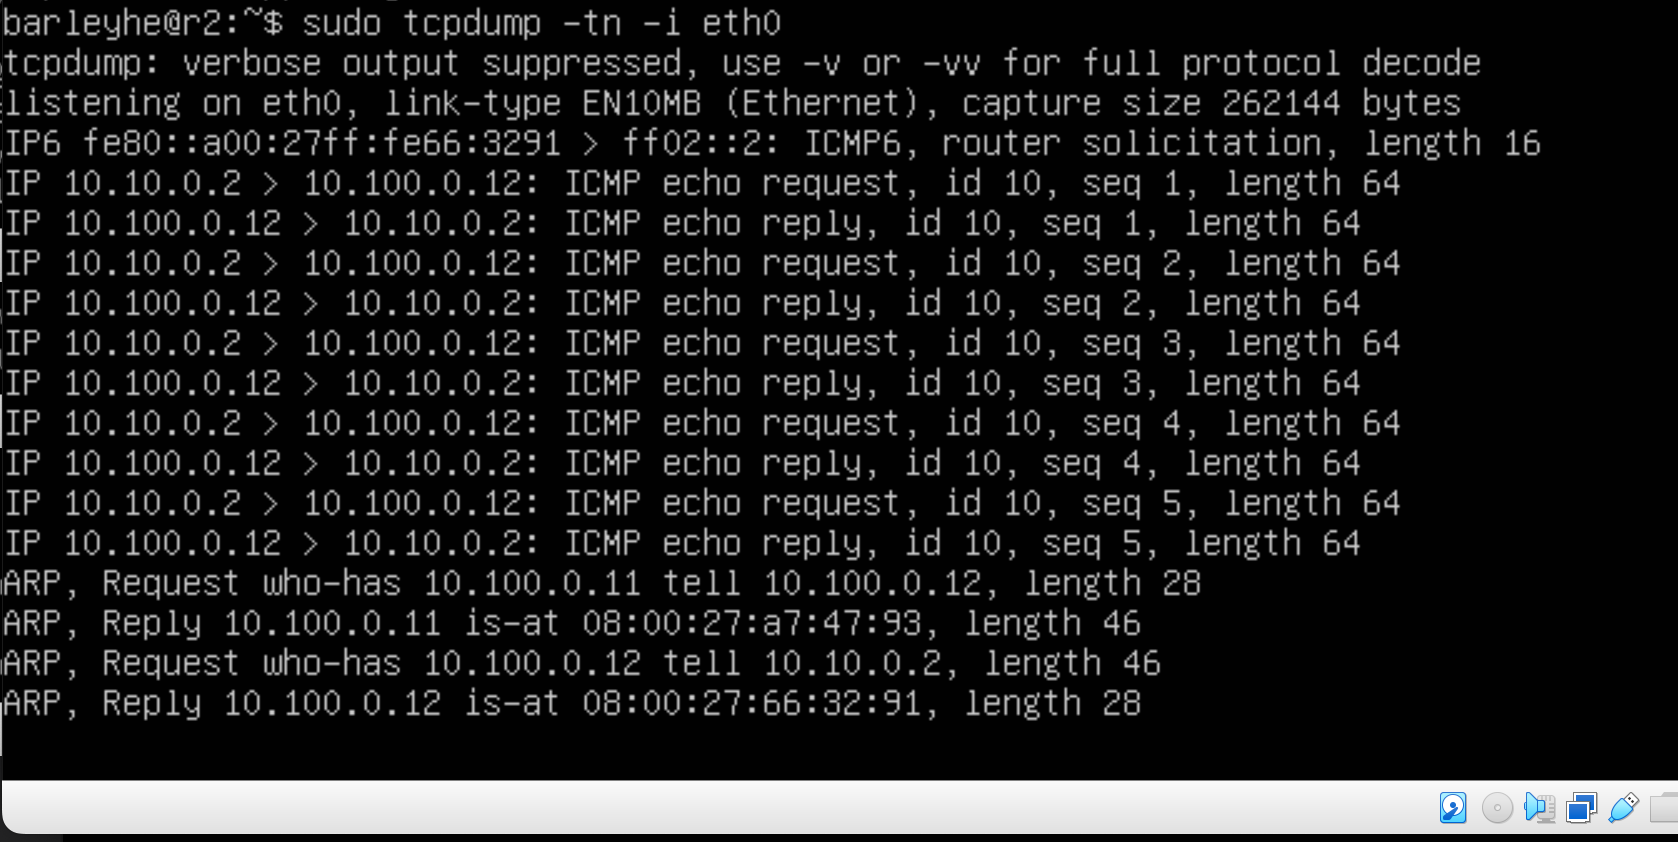 barleyhe@r2:~$ sudo tcpdump -tn -i eth0
tcpdump: verbose output suppressed, use -v or -vv for full protocol decode
listening on eth0, link-type EN10MB (Ethernet), capture size 262144 bytes
IP6 fe80::a00:27ff:fe66:3291 > ff02::2: ICMP6, router solicitation, length 16
IP 10.10.0.2 > 10.100.0.12: ICMP echo request, id 10, seq 1, length 64
IP 10.100.0.12 > 10.10.0.2: ICMP echo reply, id 10, seq 1, length 64
IP 10.10.0.2 > 10.100.0.12: ICMP echo request, id 10, seq 2, length 64
IP 10.100.0.12 > 10.10.0.2: ICMP echo reply, id 10, seq 2, length 64
IP 10.10.0.2 > 10.100.0.12: ICMP echo request, id 10, seq 3, length 64
IP 10.100.0.12 > 10.10.0.2: ICMP echo reply, id 10, seq 3, length 64
IP 10.10.0.2 > 10.100.0.12: ICMP echo request, id 10, seq 4, length 64
IP 10.100.0.12 > 10.10.0.2: ICMP echo reply, id 10, seq 4, length 64
IP 10.10.0.2 > 10.100.0.12: ICMP echo request, id 10, seq 5, length 64
IP 10.100.0.12 > 10.10.0.2: ICMP echo reply, id 10, seq 5, length 64
ARP, Request who-has 10.100.0.11 tell 10.100.0.12, length 28
ARP, Reply 10.100.0.11 is-at 08:00:27:a7:47:93, length 46
ARP, Request who-has 10.100.0.12 tell 10.10.0.2, length 46
ARP, Reply 10.100.0.12 is-at 08:00:27:66:32:91, length 28